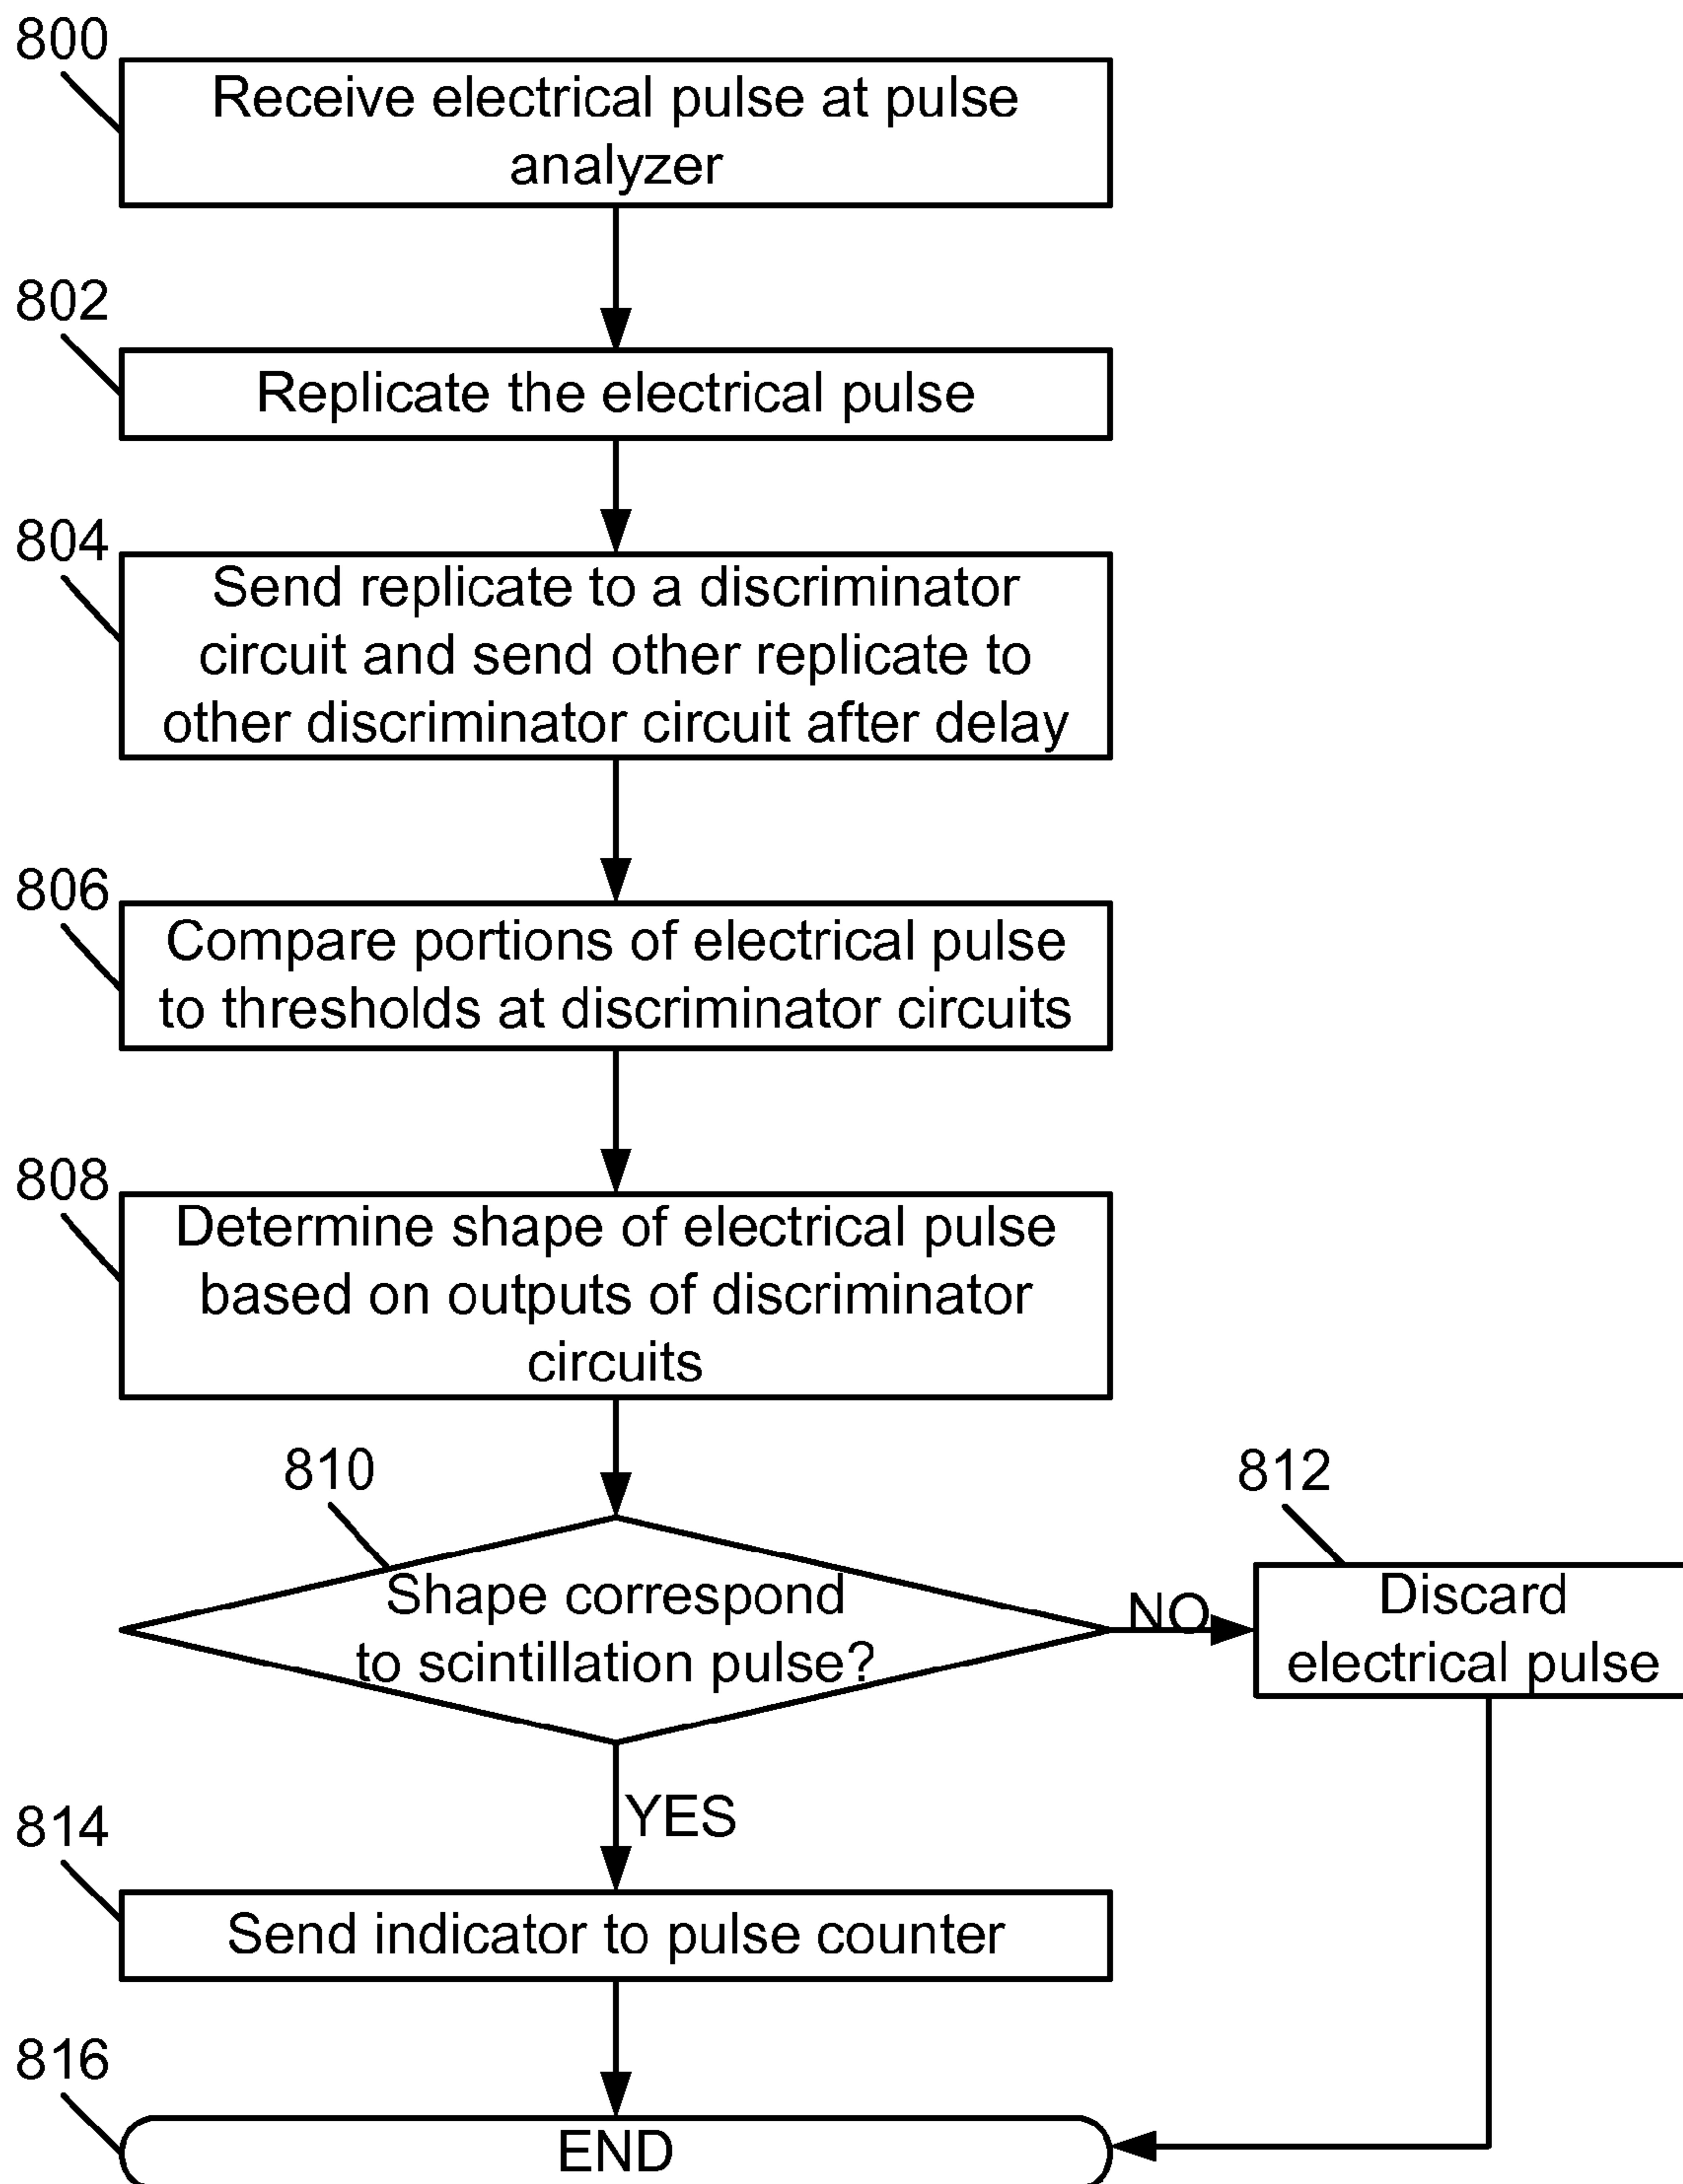 800
Receive electrical pulse at pulse
analyzer
802
Replicate the electrical pulse
804
Send replicate to a discriminator
circuit and send other replicate to
other discriminator circuit after delay
806
Compare portions of electrical pulse
to thresholds at discriminator circuits
808
Determine shape of electrical pulse
based on outputs of discriminator
circuits
810
Shape correspond
to scintillation pulse?
NO
812
Discard
electrical pulse
YES
814
Send indicator to pulse counter
816
END